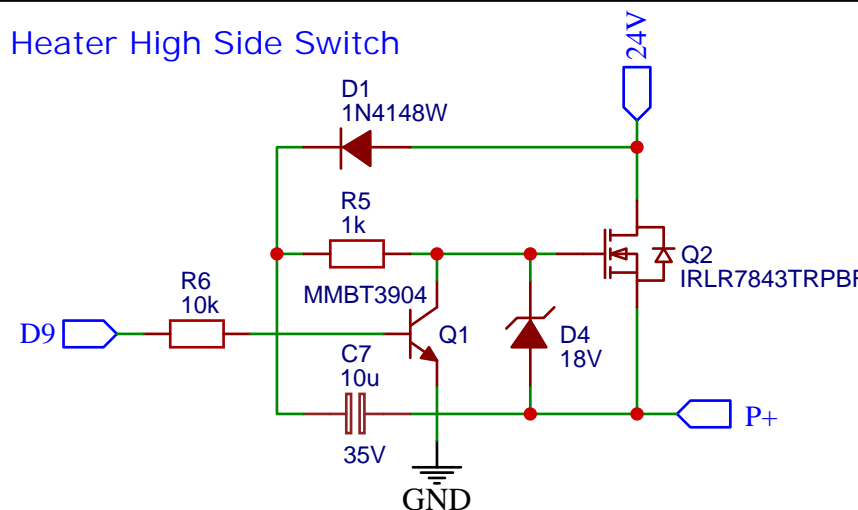 Heater High Side Switch
24V
D1
1N4148W
R5
1k
Q2
IRLR7843TRPBF
R6
10k
MMBT3904
D9
Q1
D4
18V
C7
10u
35V
P+
GND